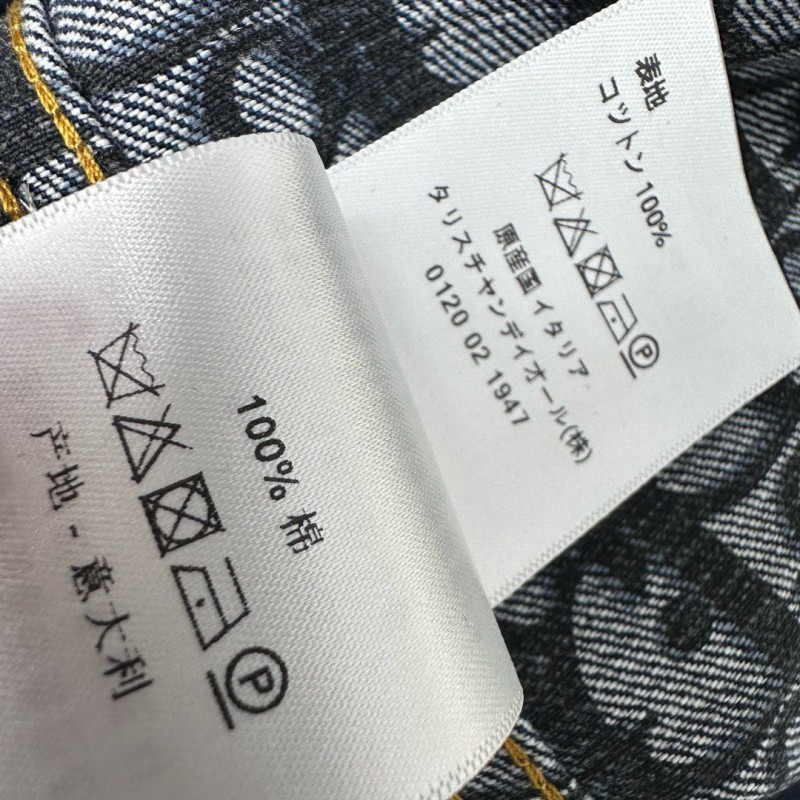 100% 棉
产地 - 意大利
表地
コットン 100%
原産国 イタリア
タリスチャンディオール(株)
0120 02 1947